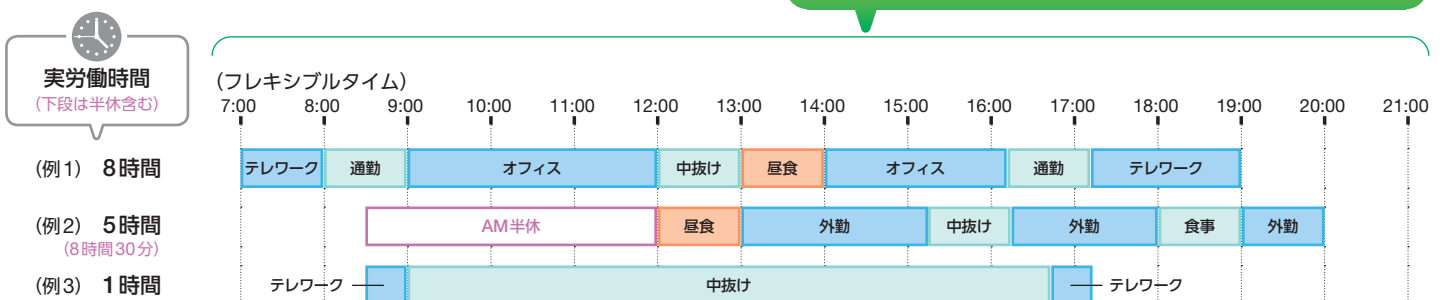 実労働時間
(下段は半休含む)
(フレキシブルタイム)
7:00 8:00 9:00 10:00 11:00 12:00 13:00 14:00 15:00 16:00 17:00 18:00 19:00 20:00 21:00
(例1) 8時間 テレワーク 通勤 オフィス 中抜け 昼食 オフィス 通勤 テレワーク
(例2) 5時間 AM半休 昼食 外勤 中抜け 外勤 食事 外勤
(8時間30分)
(例3) 1時間 テレワーク 中抜け テレワーク